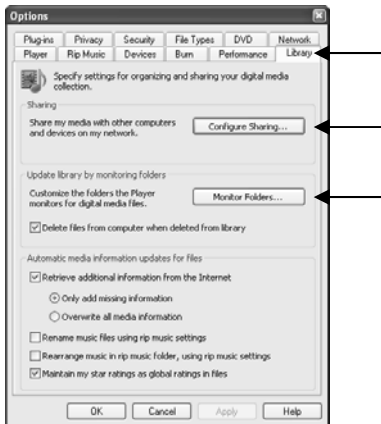 Options
Plug-ins Privacy Security File Types DVD Network
Player Rip Music Devices Burn Performance Library
Specify settings for organizing and sharing your digital media
collection.
Sharing
Share my media with other computers
and devices on my network.
Configure Sharing...
Update library by monitoring folders
Customize the folders the Player
monitors for digital media files.
Monitor Folders...
Delete files from computer when deleted from library
Automatic media information updates for files
Retrieve additional information from the Internet
Only add missing information
Overwrite all media information
Rename music files using rip music settings
Rearrange music in rip music folder, using rip music settings
Maintain my star ratings as global ratings in files
OK Cancel Apply Help